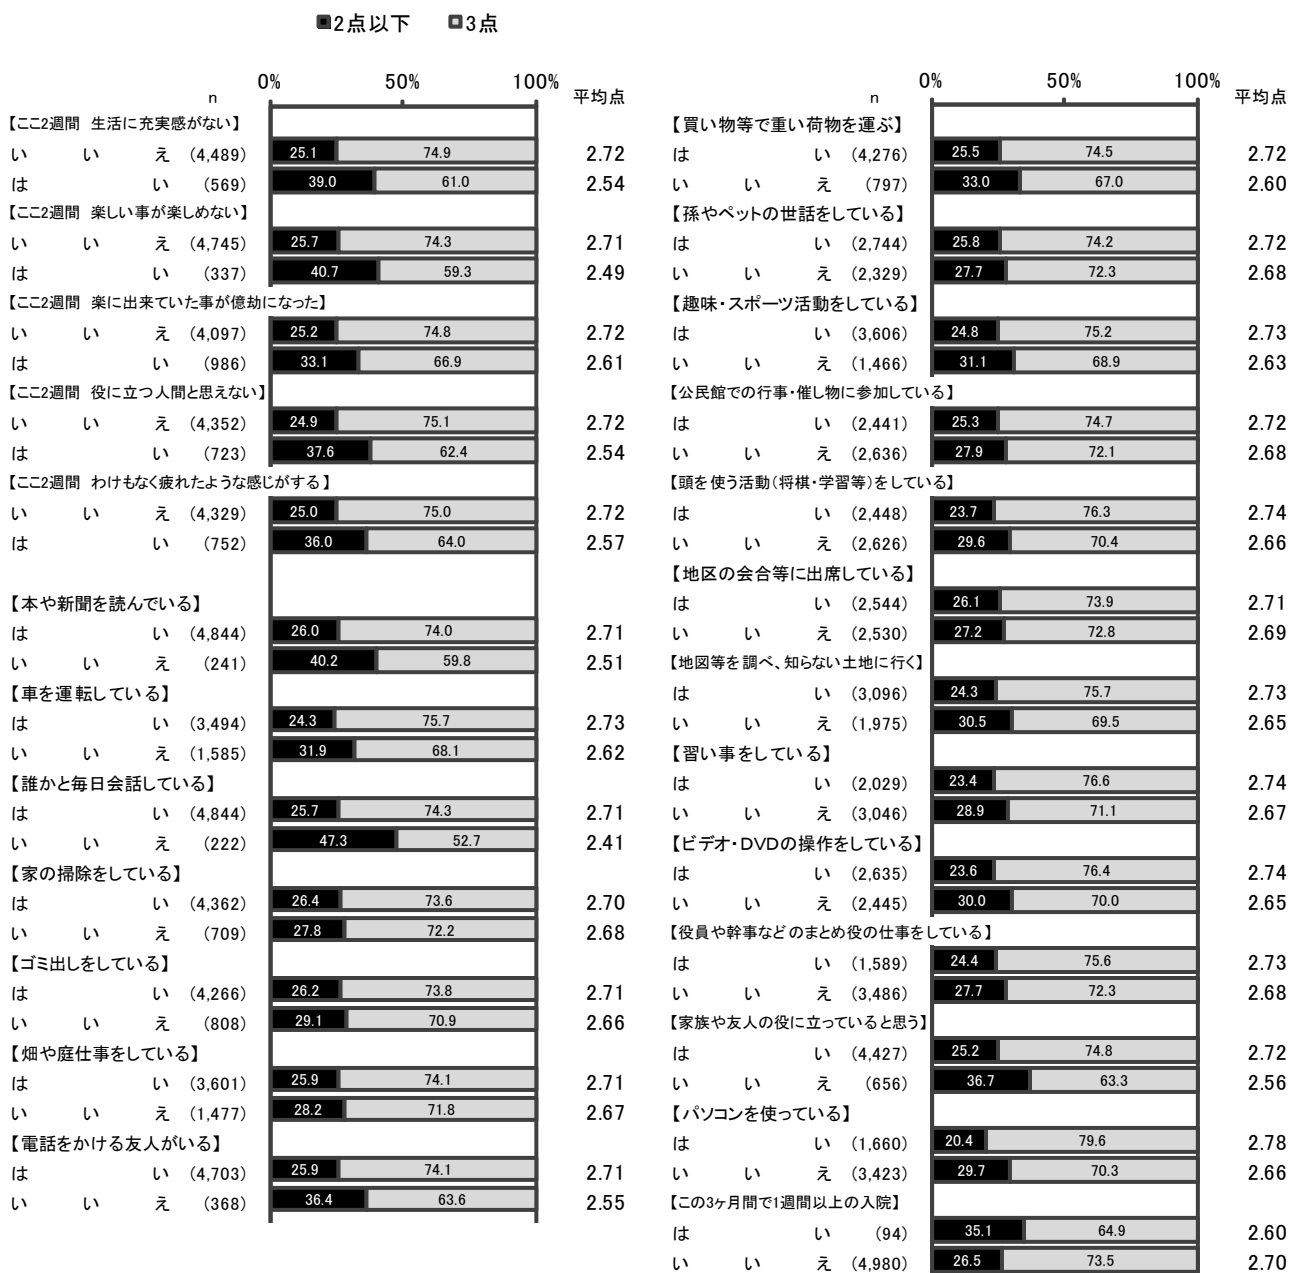 ■2点以下 □3点
0% 50% 100%
n 平均点
【ここ2週間 生活に充実感がない】
い い え (4,489) 25.1 74.9 2.72
は い (569) 39.0 61.0 2.54
【ここ2週間 楽しい事が楽しめない】
い い え (4,745) 25.7 74.3 2.71
は い (337) 40.7 59.3 2.49
【ここ2週間 楽に出来ていた事が億劫になった】
い い え (4,097) 25.2 74.8 2.72
は い (986) 33.1 66.9 2.61
【ここ2週間 役に立つ人間と思えない】
い い え (4,352) 24.9 75.1 2.72
は い (723) 37.6 62.4 2.54
【ここ2週間 わけもなく疲れたような感じがする】
い い え (4,329) 25.0 75.0 2.72
は い (752) 36.0 64.0 2.57
【本や新聞を読んでいる】
は い (4,844) 26.0 74.0 2.71
い い え (241) 40.2 59.8 2.51
【車を運転している】
は い (3,494) 24.3 75.7 2.73
い い え (1,585) 31.9 68.1 2.62
【誰かと毎日会話している】
は い (4,844) 25.7 74.3 2.71
い い え (222) 47.3 52.7 2.41
【家の掃除をしている】
は い (4,362) 26.4 73.6 2.70
い い え (709) 27.8 72.2 2.68
【ゴミ出しをしている】
は い (4,266) 26.2 73.8 2.71
い い え (808) 29.1 70.9 2.66
【畑や庭仕事をしている】
は い (3,601) 25.9 74.1 2.71
い い え (1,477) 28.2 71.8 2.67
【電話をかける友人がいる】
は い (4,703) 25.9 74.1 2.71
い い え (368) 36.4 63.6 2.55
0% 50% 100%
n 平均点
【買い物等で重い荷物を運ぶ】
は い (4,276) 25.5 74.5 2.72
い い え (797) 33.0 67.0 2.60
【孫やペットの世話をしている】
は い (2,744) 25.8 74.2 2.72
い い え (2,329) 27.7 72.3 2.68
【趣味・スポーツ活動をしている】
は い (3,606) 24.8 75.2 2.73
い い え (1,466) 31.1 68.9 2.63
【公民館での行事・催し物に参加している】
は い (2,441) 25.3 74.7 2.72
い い え (2,636) 27.9 72.1 2.68
【頭を使う活動(将棋・学習等)をしている】
は い (2,448) 23.7 76.3 2.74
い い え (2,626) 29.6 70.4 2.66
【地区の会合等に出席している】
は い (2,544) 26.1 73.9 2.71
い い え (2,530) 27.2 72.8 2.69
【地図等を調べ、知らない土地に行く】
は い (3,096) 24.3 75.7 2.73
い い え (1,975) 30.5 69.5 2.65
【習い事をしている】
は い (2,029) 23.4 76.6 2.74
い い え (3,046) 28.9 71.1 2.67
【ビデオ・DVDの操作をしている】
は い (2,635) 23.6 76.4 2.74
い い え (2,445) 30.0 70.0 2.65
【役員や幹事などのまとめ役の仕事をしている】
は い (1,589) 24.4 75.6 2.73
い い え (3,486) 27.7 72.3 2.68
【家族や友人の役に立っていると思う】
は い (4,427) 25.2 74.8 2.72
い い え (656) 36.7 63.3 2.56
【パソコンを使っている】
は い (1,660) 20.4 79.6 2.78
い い え (3,423) 29.7 70.3 2.66
【この3ヶ月間で1週間以上の入院】
は い (94) 35.1 64.9 2.60
い い え (4,980) 26.5 73.5 2.70